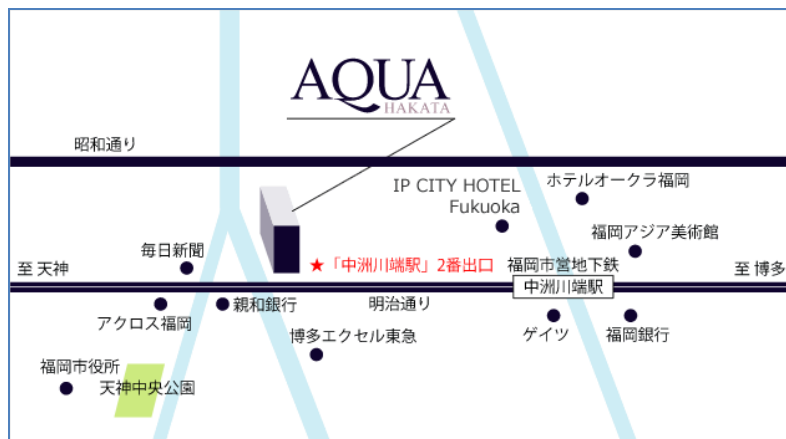 AQUA
HAKATA
昭和通り
IP CITY HOTEL
Fukuoka
ホテルオークラ福岡
福岡アジア美術館
毎日新聞
至 天神
★「中洲川端駅」2番出口
福岡市営地下鉄
至 博多
中洲川端駅
アクロス福岡
親和銀行
明治通り
博多エクセル東急
ゲイツ
福岡銀行
福岡市役所
天神中央公園